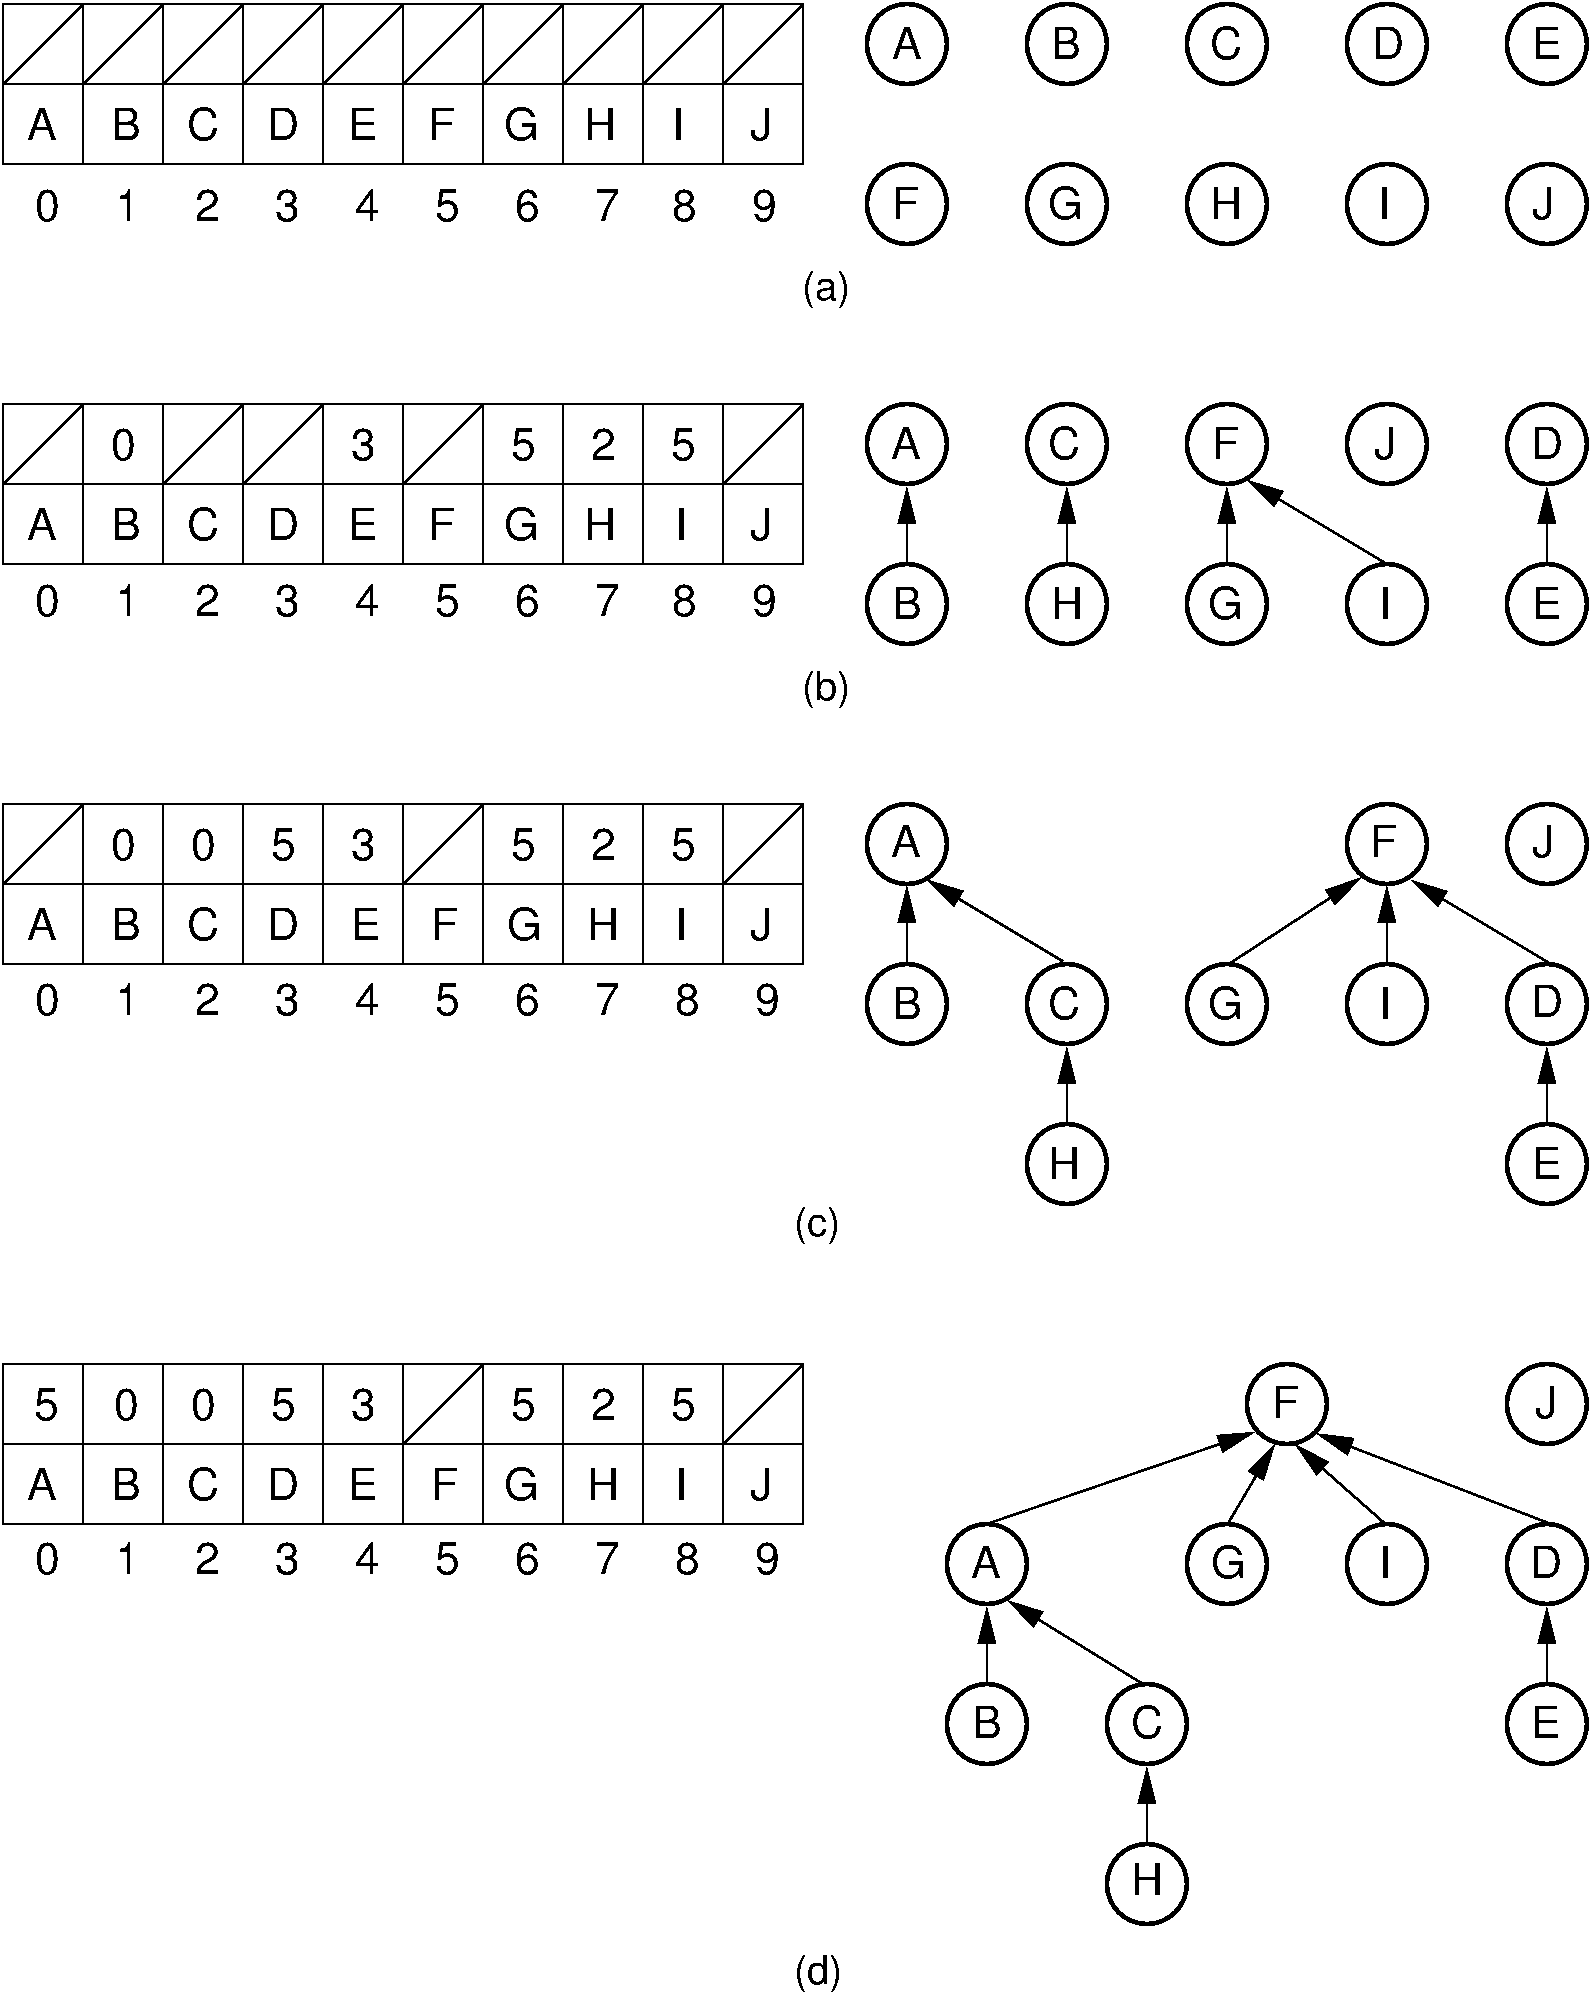 A B C D E
A B C D E F G H I J
0 1 2 3 4 5 6 7 8 9
F G H I J
(a)
0 3 5 2 5
A C F J D
A B C D E F G H I J
0 1 2 3 4 5 6 7 8 9
B H G I E
(b)
0 0 5 3 5 2 5
A F J
A B C D E F G H I J
0 1 2 3 4 5 6 7 8 9
B C G I D
H E
(c)
5 0 0 5 3 5 2 5
F J
A B C D E F G H I J
0 1 2 3 4 5 6 7 8 9
A G I D
B C E
H
(d)